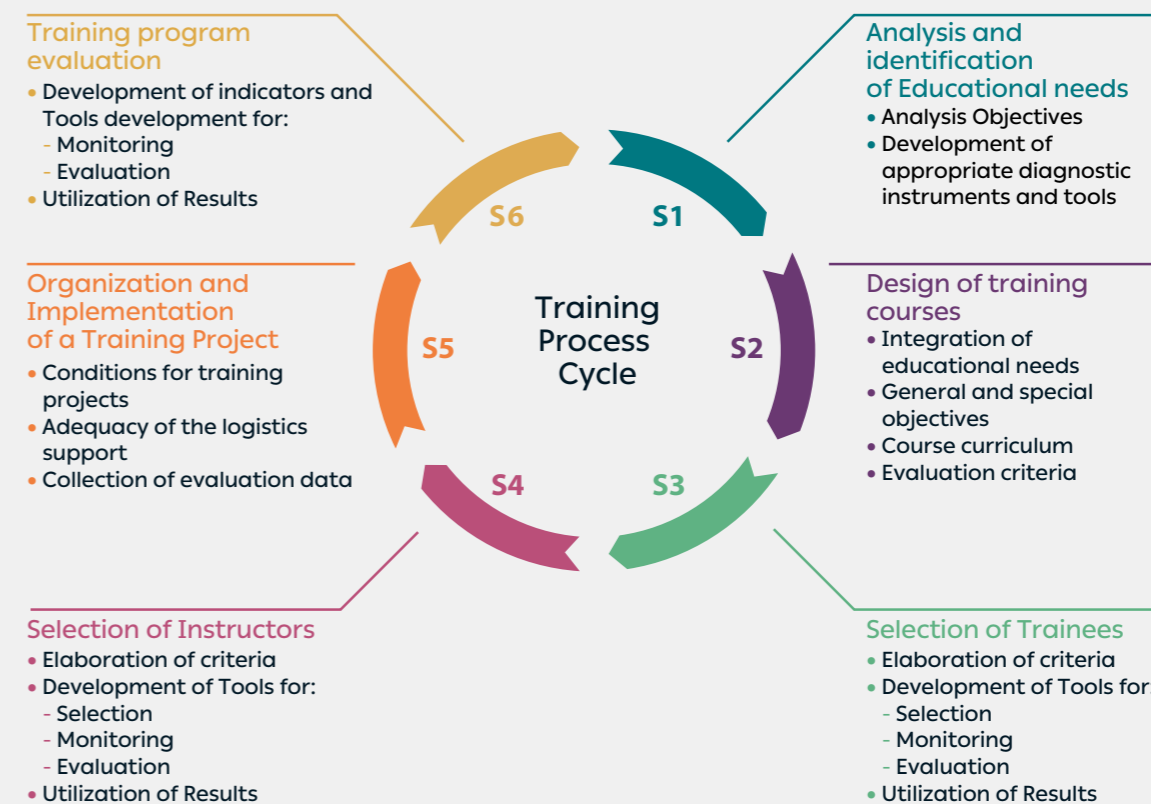 Training program
evaluation
• Development of indicators and
Tools development for:
- Monitoring
- Evaluation
• Utilization of Results
Analysis and
identification
of Educational needs
• Analysis Objectives
• Development of
appropriate diagnostic
instruments and tools
S6
S1
Organization and
Implementation
of a Training Project
• Conditions for training
projects
• Adequacy of the logistics
support
• Collection of evaluation data
S5
Training
Process
Cycle
S2
Design of training
courses
• Integration of
educational needs
• General and special
objectives
• Course curriculum
• Evaluation criteria
S4
S3
Selection of Instructors
• Elaboration of criteria
• Development of Tools for:
- Selection
- Monitoring
- Evaluation
• Utilization of Results
Selection of Trainees
• Elaboration of criteria
• Development of Tools for:
- Selection
- Monitoring
- Evaluation
• Utilization of Results